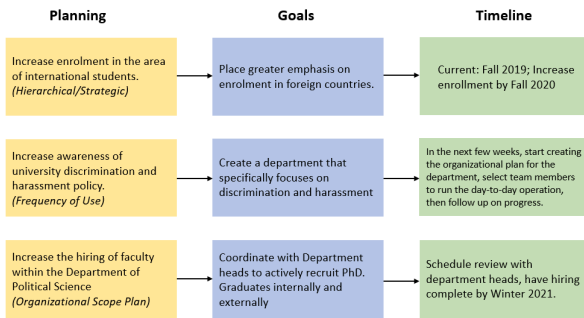 Planning
Goals
Timeline
Increase enrolment in the area
of international students.
(Hierarchical/Strategic)
Place greater emphasis on
enrolment in foreign countries.
Current: Fall 2019; Increase
enrollment by Fall 2020
Increase awareness of
university discrimination and
harassment policy.
(Frequency of Use)
Create a department that
specifically focuses on
discrimination and harassment
In the next few weeks, start creating
the organizational plan for the
department, select team members
to run the day-to-day operation,
then follow up on progress.
Increase the hiring of faculty
within the Department of
Political Science
(Organizational Scope Plan)
Coordinate with Department
heads to actively recruit PhD.
Graduates internally and
externally
Schedule review with
department heads, have hiring
complete by Winter 2021.